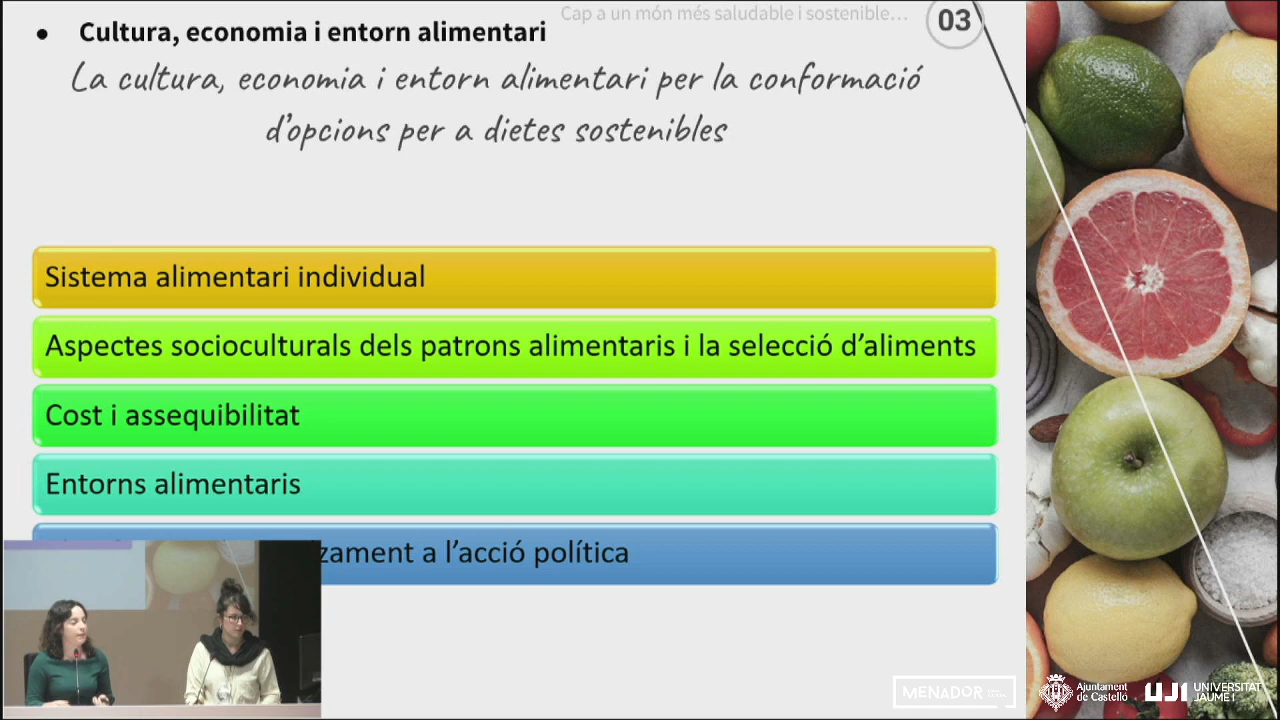 Cap a un món més saludable i sostenible...
03
Cultura, economia i entorn alimentari
La cultura, economia i entorn alimentari per la conformació
d'opcions per a dietes sostenibles
Sistema alimentari individual
Aspectes socioculturals dels patrons alimentaris i la selecció d'aliments
Cost i assequibilitat
Entorns alimentaris
a l'acció política
MENADOR
Ajuntament
de Castelló
UJI UNIVERSITAT
JAUME I